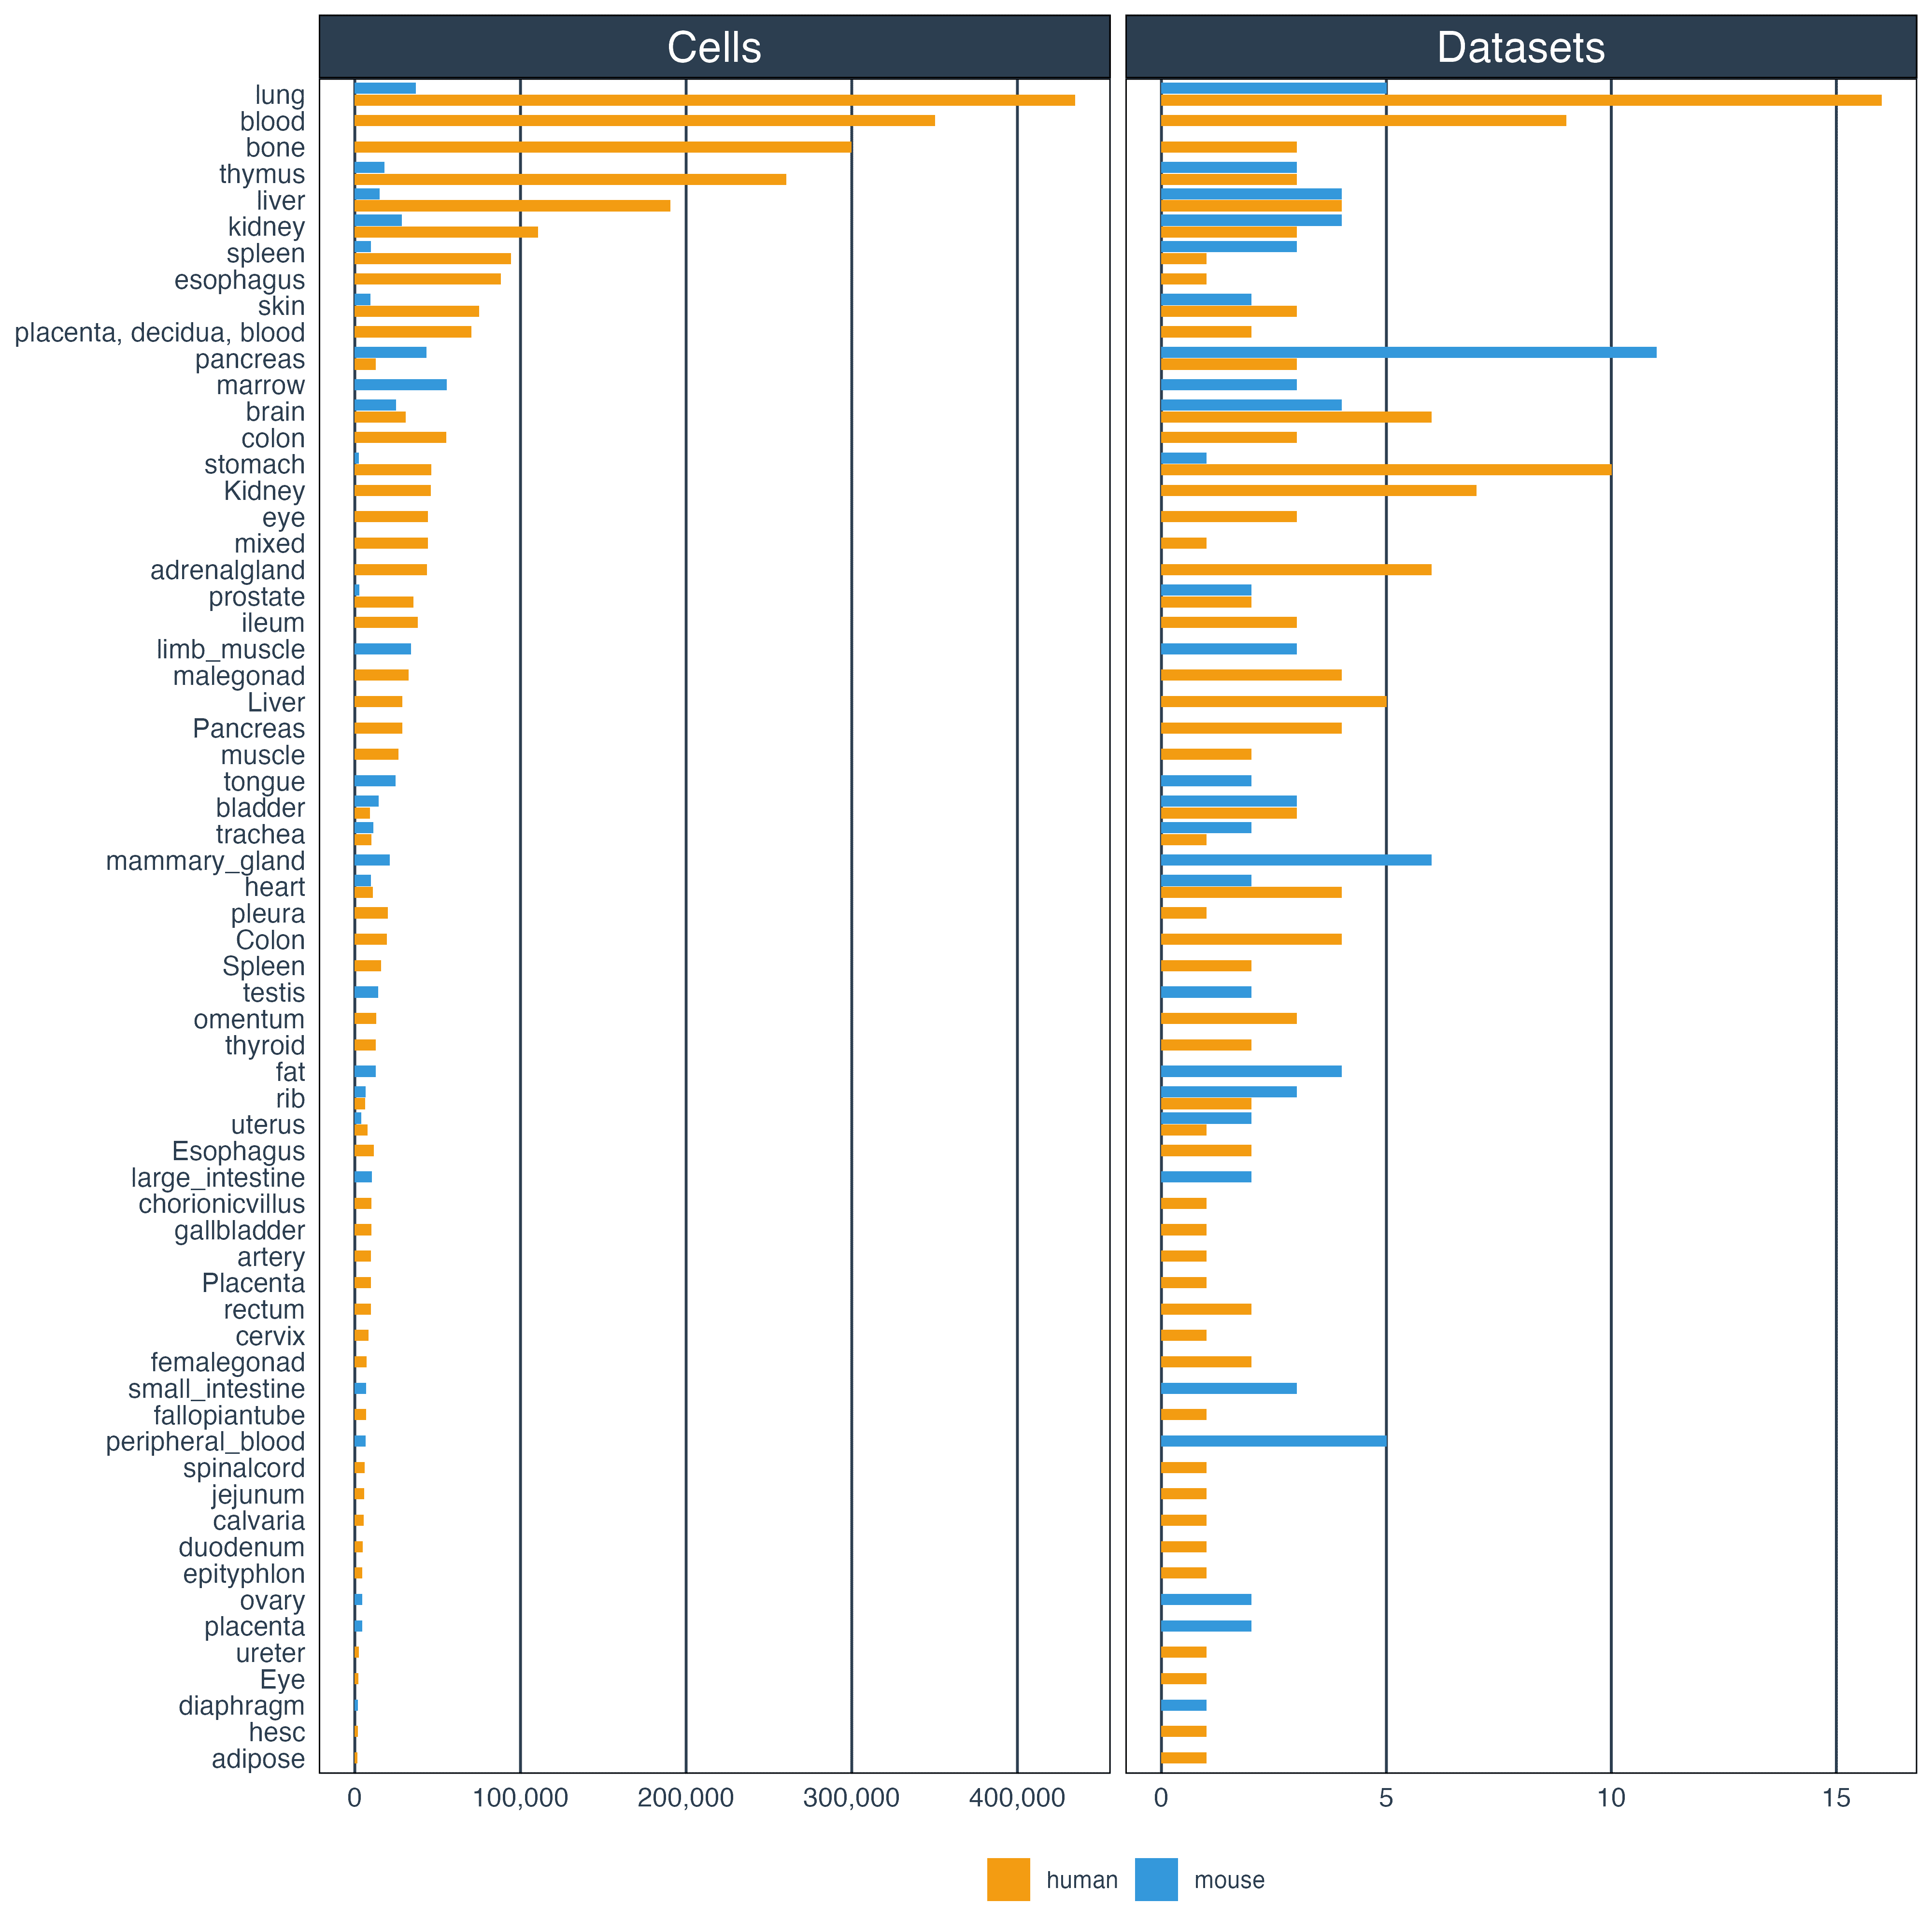 Cells
Datasets
lung
blood
bone
thymus
liver
kidney
spleen
esophagus
skin
placenta, decidua, blood
pancreas
marrow
brain
colon
stomach
Kidney
eye
mixed
adrenalgland
prostate
ileum
limb_muscle
malegonad
Liver
Pancreas
muscle
tongue
bladder
trachea
mammary_gland
heart
pleura
Colon
Spleen
testis
omentum
thyroid
fat
rib
uterus
Esophagus
large_intestine
chorionicvillus
gallbladder
artery
Placenta
rectum
cervix
femalegonad
small_intestine
fallopiantube
peripheral_blood
spinalcord
jejunum
calvaria
duodenum
epityphlon
ovary
placenta
ureter
Eye
diaphragm
hesc
adipose
0 100,000 200,000 300,000 400,000
0 5 10 15
human mouse